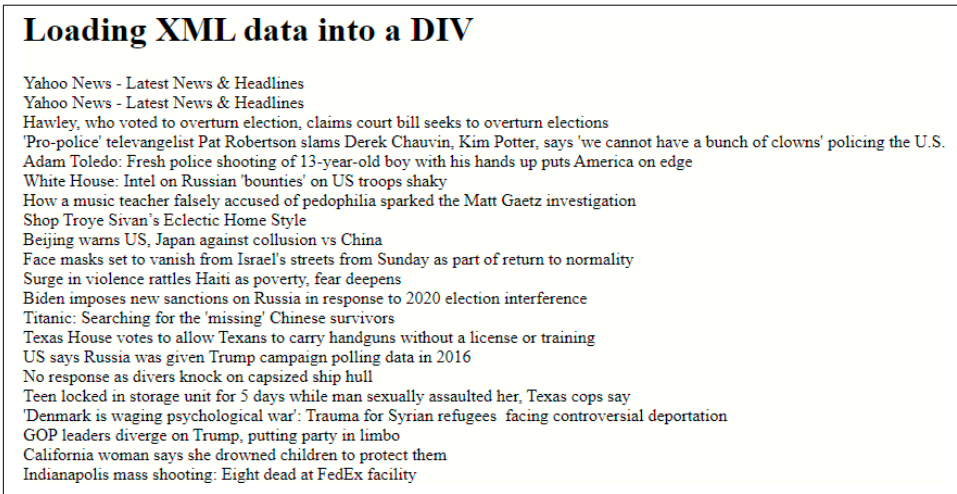 Loading XML data into a DIV
Yahoo News - Latest News & Headlines
Yahoo News - Latest News & Headlines
Hawley, who voted to overturn election, claims court bill seeks to overturn elections
'Pro-police' televangelist Pat Robertson slams Derek Chauvin, Kim Potter, says 'we cannot have a bunch of clowns' policing the U.S.
Adam Toledo: Fresh police shooting of 13-year-old boy with his hands up puts America on edge
White House: Intel on Russian 'bounties' on US troops shaky
How a music teacher falsely accused of pedophilia sparked the Matt Gaetz investigation
Shop Troye Sivan’s Eclectic Home Style
Beijing warns US, Japan against collusion vs China
Face masks set to vanish from Israel's streets from Sunday as part of return to normality
Surge in violence rattles Haiti as poverty, fear deepens
Biden imposes new sanctions on Russia in response to 2020 election interference
Titanic: Searching for the 'missing' Chinese survivors
Texas House votes to allow Texans to carry handguns without a license or training
US says Russia was given Trump campaign polling data in 2016
No response as divers knock on capsized ship hull
Teen locked in storage unit for 5 days while man sexually assaulted her, Texas cops say
'Denmark is waging psychological war': Trauma for Syrian refugees  facing controversial deportation
GOP leaders diverge on Trump, putting party in limbo
California woman says she drowned children to protect them
Indianapolis mass shooting: Eight dead at FedEx facility